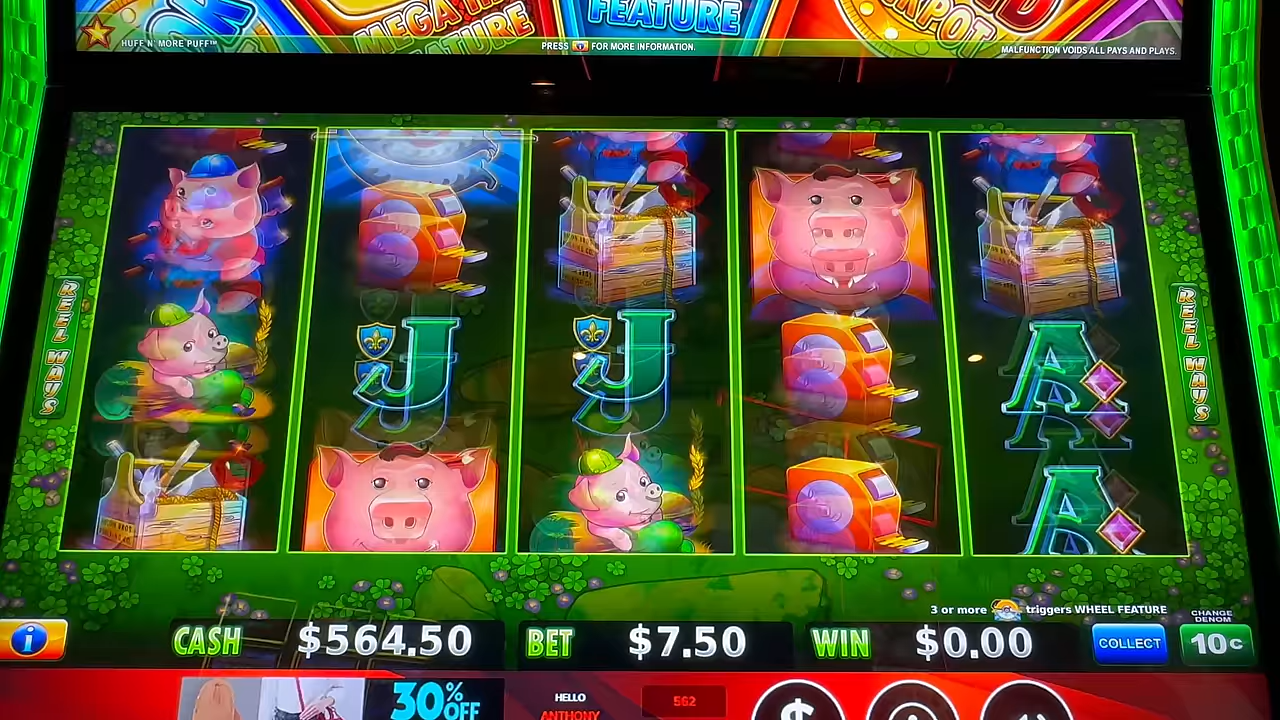 MEGA
FEATURE
FEATURE
JACKPOT
HUFF N' MORE PUFF™
PRESS i FOR MORE INFORMATION.
MALFUNCTION VOIDS ALL PAYS AND PLAYS.
REEL WAYS
REEL WAYS
J
J
A
A
3 or more triggers WHEEL FEATURE
CHANGE
DENOM
i
CASH $564.50
BET $7.50
WIN $0.00
COLLECT
10¢
30% OFF
HELLO
ANTHONY
562
$